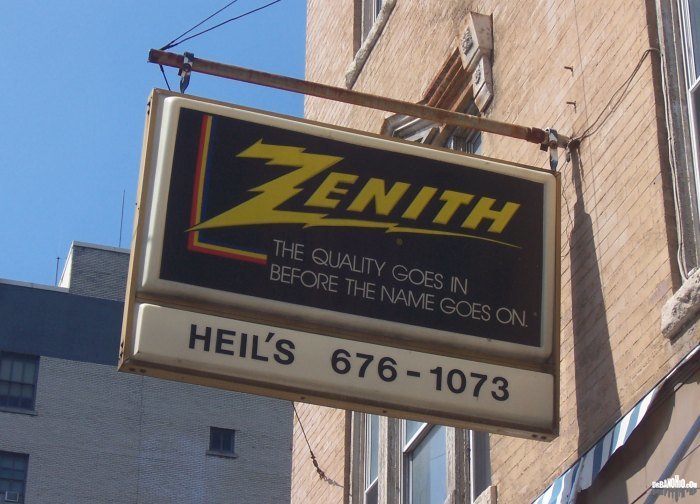 ZENITH
THE QUALITY GOES IN
BEFORE THE NAME GOES ON.
HEIL'S 676-1073